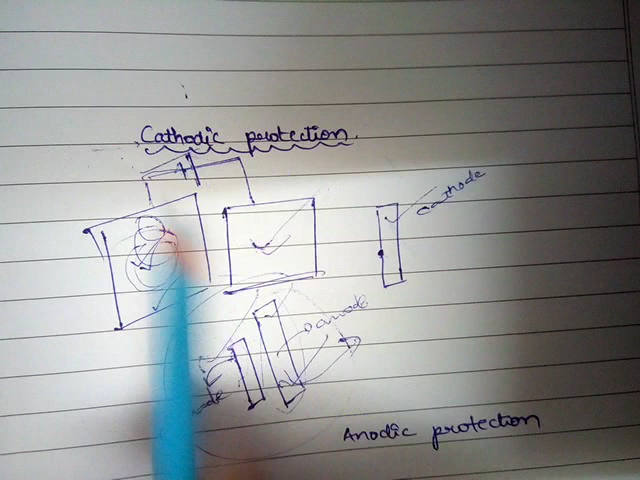 Cathodic protection.
cathode
anode
Anodic protection